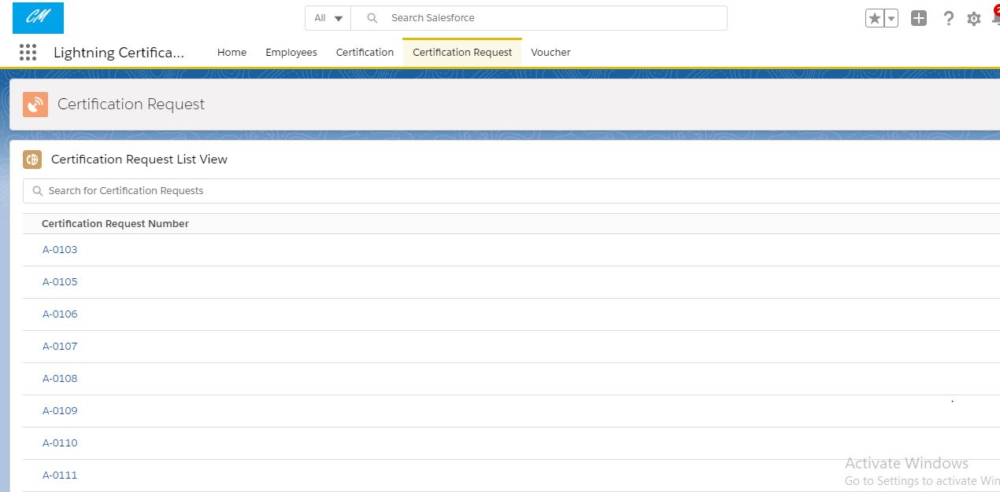 CM
All
Search Salesforce
?
2
Lightning Certifica...
Home
Employees
Certification
Certification Request
Voucher
Certification Request
Certification Request List View
Search for Certification Requests
Certification Request Number
A-0103
A-0105
A-0106
A-0107
A-0108
A-0109
A-0110
A-0111
Activate Windows
Go to Settings to activate Win